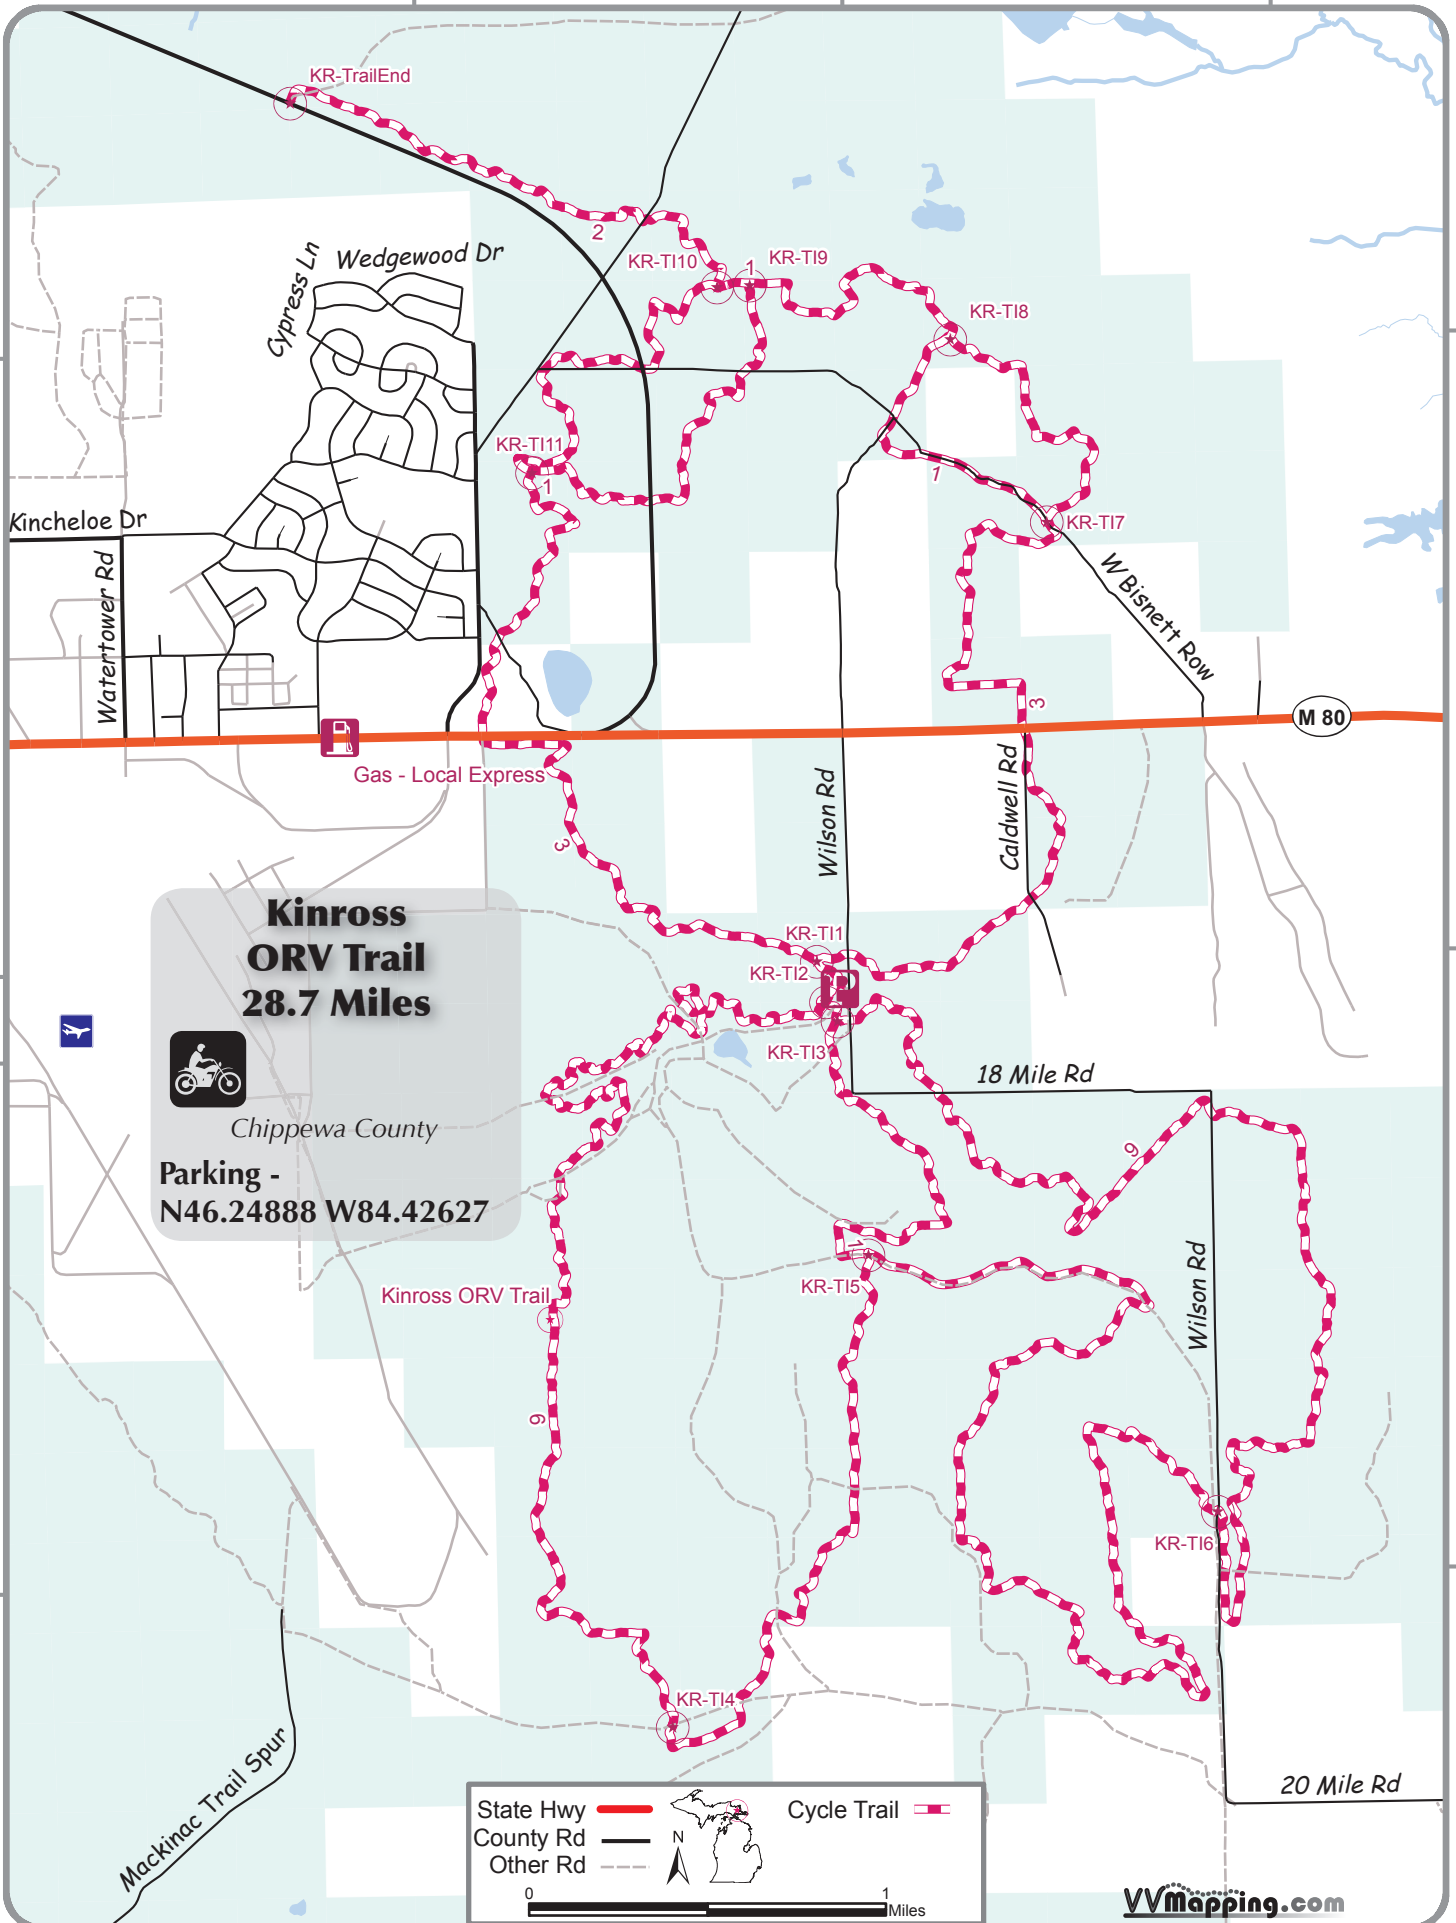 KR-TrailEnd
2
Cypress Ln
Wedgewood Dr
KR-TI10
1
KR-TI9
KR-TI8
KR-TI11
1
1
KR-TI7
Kincheloe Dr
Watertower Rd
W Bisnett Row
3
M 80
Gas - Local Express
Wilson Rd
Caldwell Rd
3
Kinross
ORV Trail
28.7 Miles
Chippewa County
Parking -
N46.24888 W84.42627
KR-TI1
KR-TI2
P
KR-TI3
18 Mile Rd
9
1
KR-TI5
Wilson Rd
Kinross ORV Trail
6
KR-TI6
KR-TI4
Mackinac Trail Spur
20 Mile Rd
State Hwy
County Rd
Other Rd
N
Cycle Trail
0 1
Miles
VVMapping.com